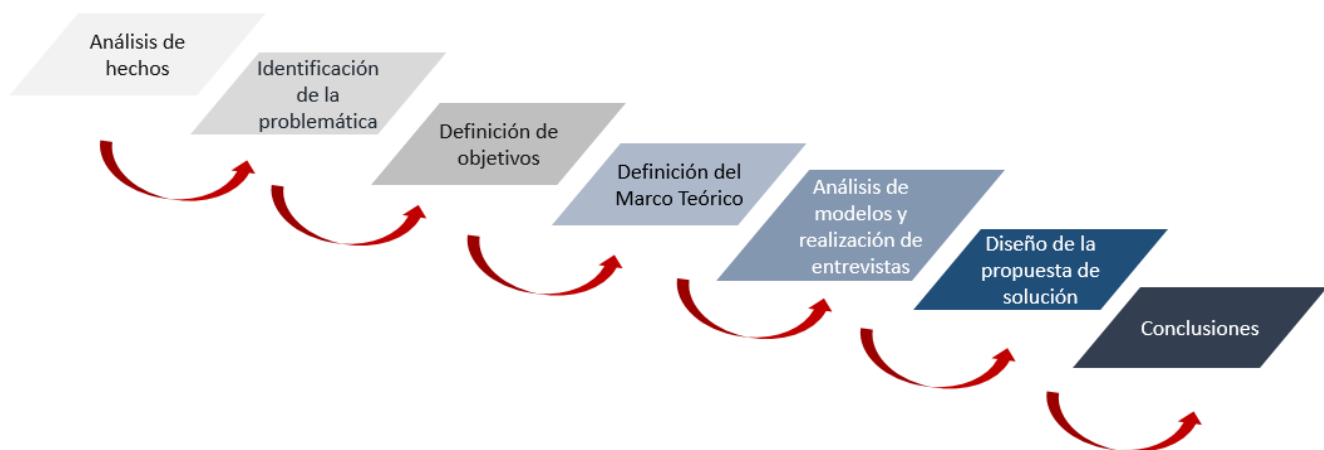 Análisis de
hechos
Identificación
de la
problemática
Definición de
objetivos
Definición del
Marco Teórico
Análisis de
modelos y
realización de
entrevistas
Diseño de la
propuesta de
solución
Conclusiones